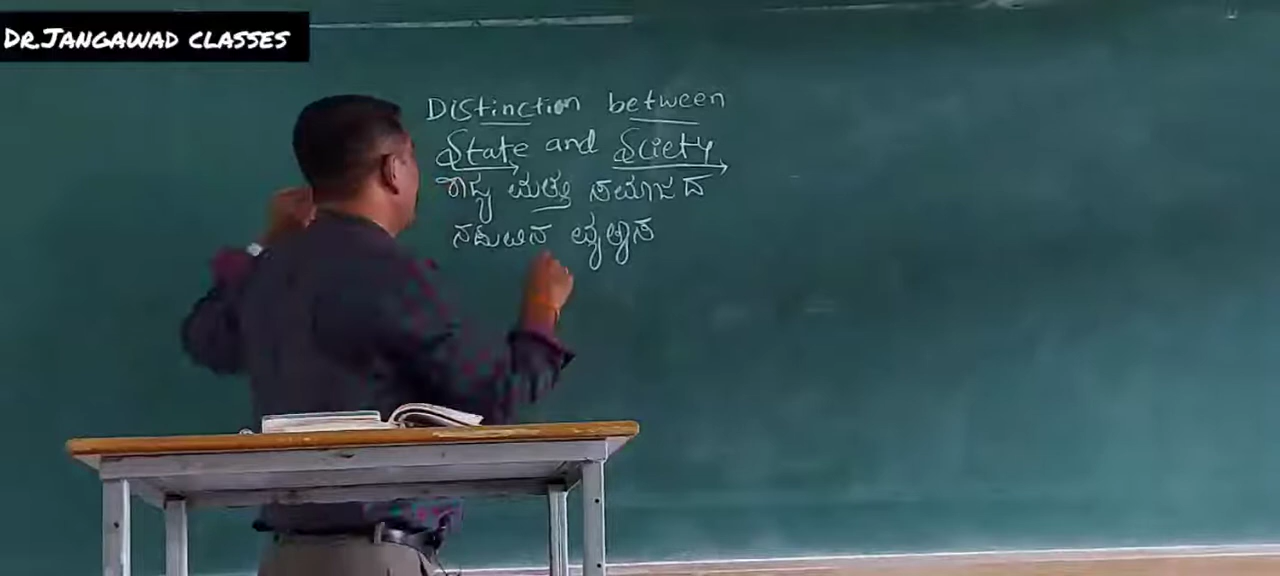 DR.JANGAWAD CLASSES
Distinction between
State and Sciety
ರಾಜ್ಯ ಮತ್ತು ಸಮಾಜದ
ನಡುವಿನ ವ್ಯತ್ಯಾಸ